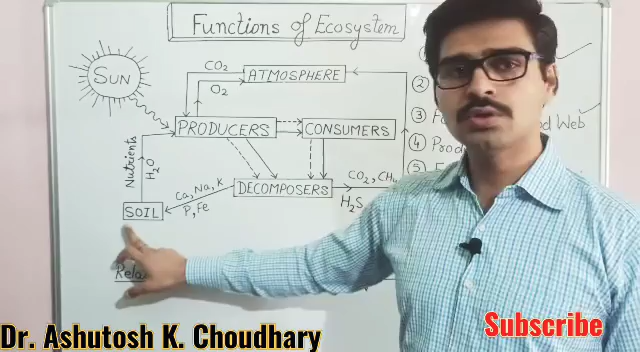 Functions of Ecosystem
SUN
CO2
O2
ATMOSPHERE
PRODUCERS
CONSUMERS
Nutrients
H2O
Ca, Na, K
P, Fe
DECOMPOSERS
CO2, CH4
H2S
SOIL
②
③
Web
④ Prod
⑤
Dr. Ashutosh K. Choudhary
Subscribe